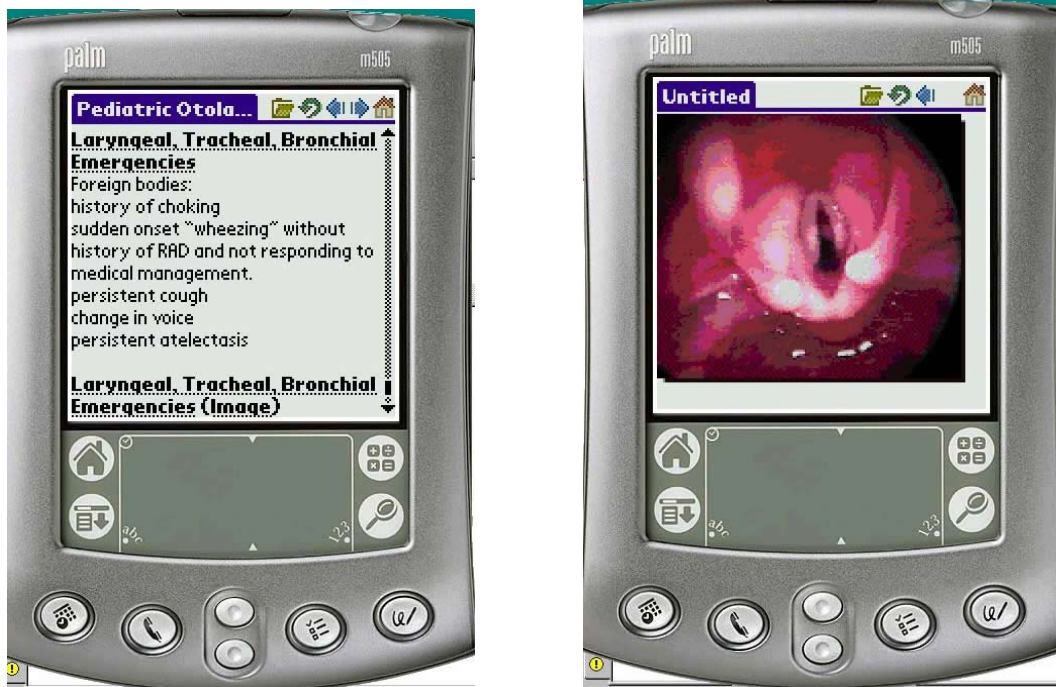 palm
m505
Pediatric Otola...
Laryngeal, Tracheal, Bronchial
Emergencies
Foreign bodies:
history of choking
sudden onset "wheezing" without
history of RAD and not responding to
medical management.
persistent cough
change in voice
persistent atelectasis
Laryngeal, Tracheal, Bronchial
Emergencies (Image)
abc
123
palm
m505
Untitled
abc
123